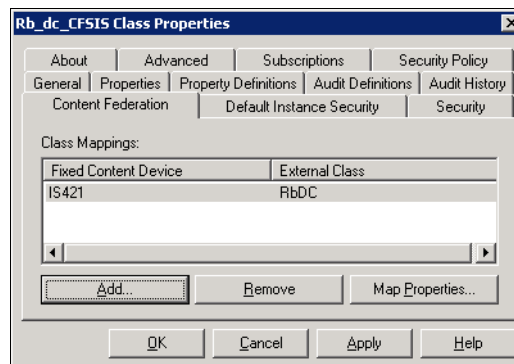 Rb_dc_CFSIS Class Properties
About Advanced Subscriptions Security Policy
General Properties Property Definitions Audit Definitions Audit History
Content Federation Default Instance Security Security
Class Mappings:
Fixed Content Device External Class
IS421 RbDC
Add... Remove Map Properties...
OK Cancel Apply Help